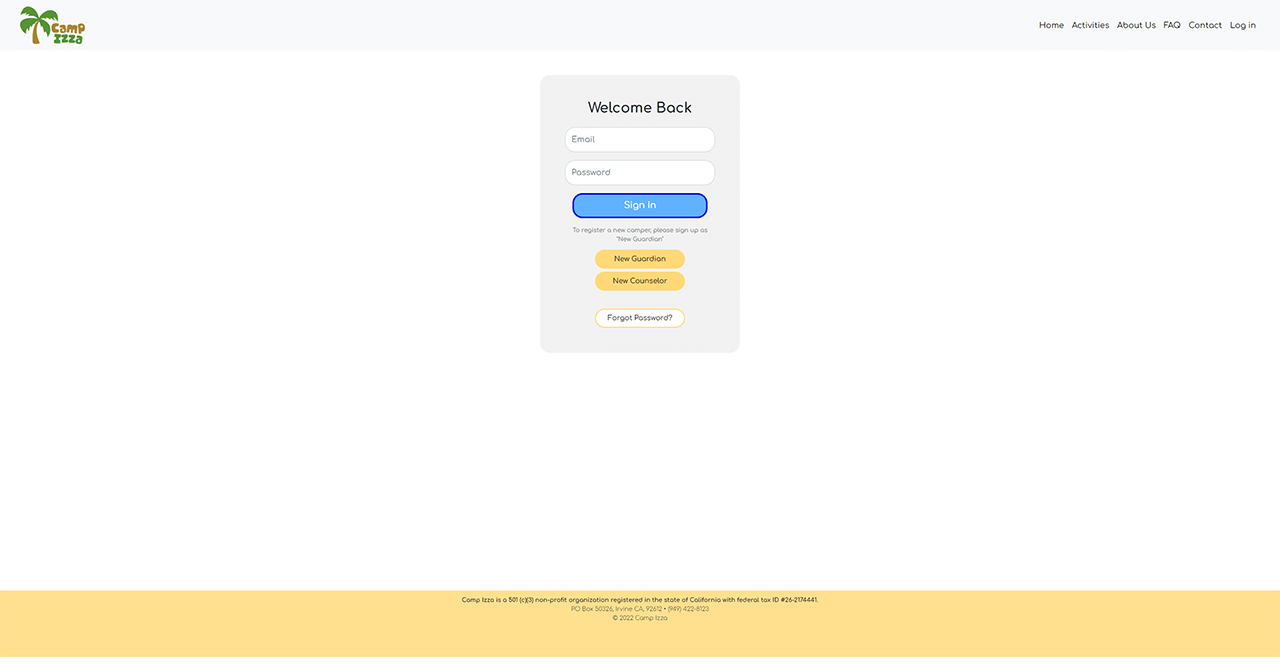 Camp
Izza
Home Activities About Us FAQ Contact Log in
Welcome Back
Email
Password
Sign In
To register a new camper, please sign up as
"New Guardian"
New Guardian
New Counselor
Forgot Password?
Camp Izza is a 501 (c)(3) non-profit organization registered in the state of California with federal tax ID #26-2174441.
PO Box 50326, Irvine CA, 92612 • (949) 422-8123
© 2022 Camp Izza